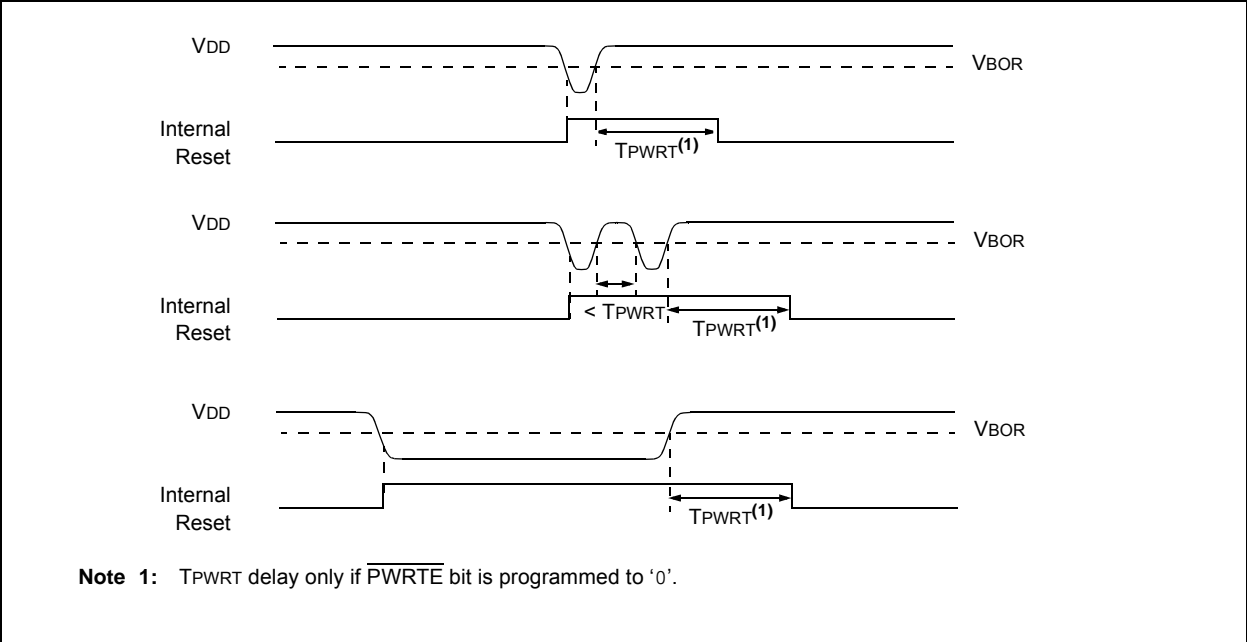 VDD
VBOR
Internal
Reset
TPWRT(1)
VDD
VBOR
Internal
Reset
< TPWRT
TPWRT(1)
VDD
VBOR
Internal
Reset
TPWRT(1)
Note 1: TPWRT delay only if PWRTE bit is programmed to ‘0’.